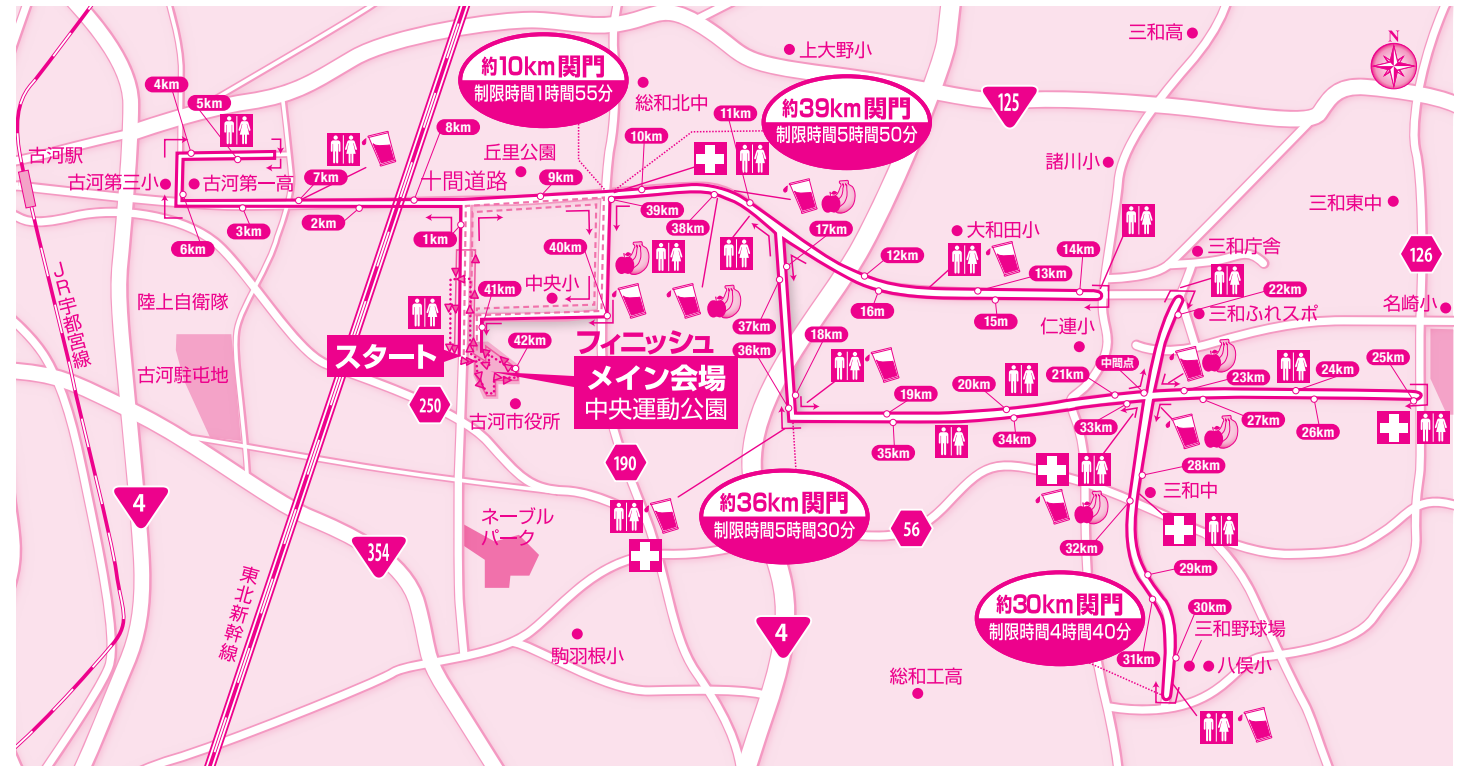 三和高
N
上大野小
約10km関門
制限時間1時間55分
4km
5km
総和北中
約39km関門
制限時間5時間50分
125
11km
8km
10km
古河駅
丘里公園
諸川小
古河第三小
古河第一高
7km
十間道路
9km
三和東中
3km
2km
39km
38km
17km
大和田小
14km
三和庁舎
126
6km
1km
40km
12km
13km
JR宇都宮線
陸上自衛隊
中央小
41km
16m
15m
22km
名崎小
三和ふれスポ
仁連小
スタート
フィニッシュ
42km
37km
18km
36km
メイン会場
中央運動公園
古河駐屯地
中間点
25km
21km
23km
24km
20km
19km
250
古河市役所
33km
27km
26km
35km
34km
190
28km
三和中
約36km関門
制限時間5時間30分
4
ネーブル
パーク
56
354
32km
29km
東北新幹線
約30km関門
制限時間4時間40分
30km
4
三和野球場
31km
八俣小
駒羽根小
総和工高